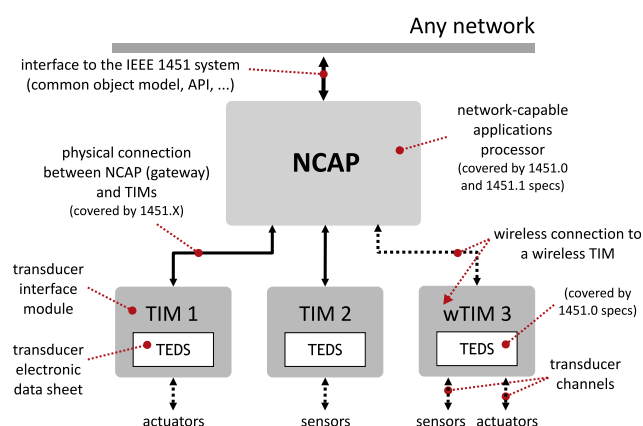 Any network
interface to the IEEE 1451 system
(common object model, API, ...)
network-capable
applications
processor
(covered by 1451.0
and 1451.1 specs)
NCAP
physical connection
between NCAP (gateway)
and TIMs
(covered by 1451.X)
wireless connection to
a wireless TIM
transducer
interface
module
TIM 1
TIM 2
wTIM 3
(covered by
1451.0 specs)
transducer
electronic
data sheet
TEDS
TEDS
TEDS
transducer
channels
actuators
sensors
sensors
actuators